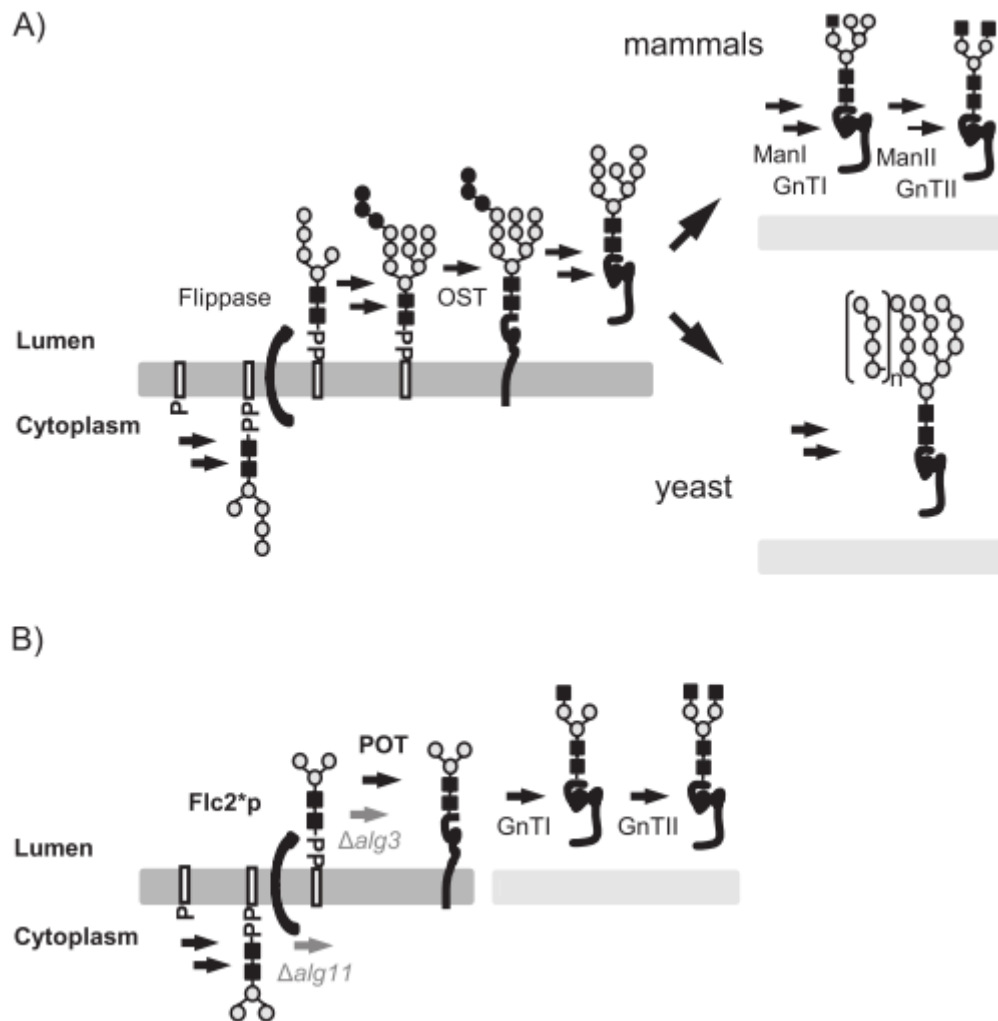 A)
mammals
ManI
GnTI
ManII
GnTII
Flippase
OST
Lumen
PP
PP
P
PP
Cytoplasm
n
yeast
B)
POT
Flc2*p
Δalg3
GnTI
GnTII
Lumen
PP
P
PP
Cytoplasm
Δalg11